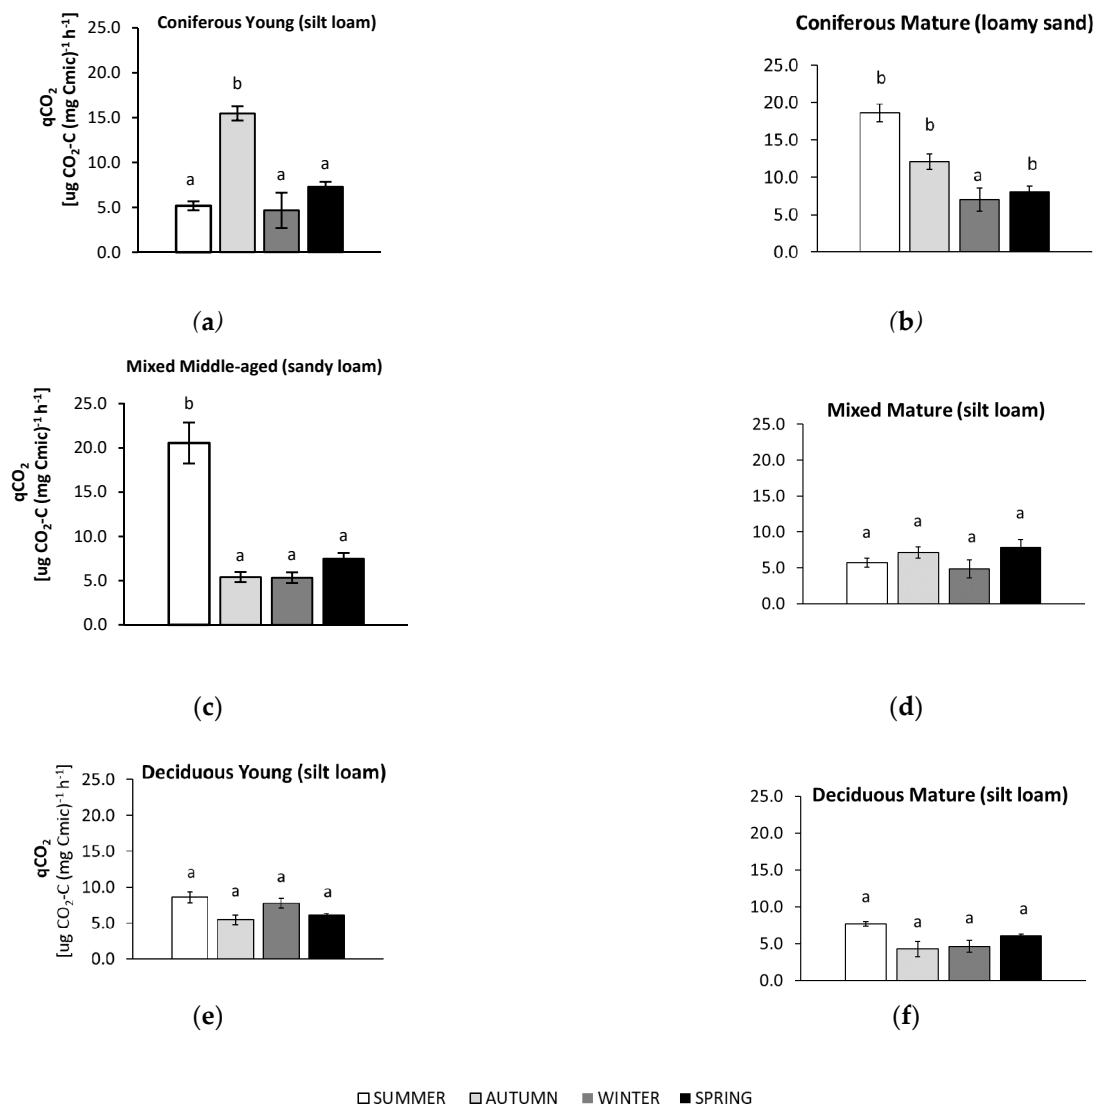 Coniferous Young (silt loam)
qCO2
[ug CO2-C (mg Cmic)-1 h-1]
25.0
20.0
15.0
10.0
5.0
0.0
a
b
a
a
(a)
Coniferous Mature (loamy sand)
25.0
20.0
15.0
10.0
5.0
0.0
b
b
a
b
(b)
Mixed Middle-aged (sandy loam)
qCO2
[ug CO2-C (mg Cmic)-1 h-1]
25.0
20.0
15.0
10.0
5.0
0.0
b
a
a
a
(c)
Mixed Mature (silt loam)
25.0
20.0
15.0
10.0
5.0
0.0
a
a
a
a
(d)
Deciduous Young (silt loam)
qCO2
[ug CO2-C (mg Cmic)-1 h-1]
25.0
20.0
15.0
10.0
5.0
0.0
a
a
a
a
(e)
Deciduous Mature (silt loam)
25.0
20.0
15.0
10.0
5.0
0.0
a
a
a
a
(f)
SUMMER AUTUMN WINTER SPRING